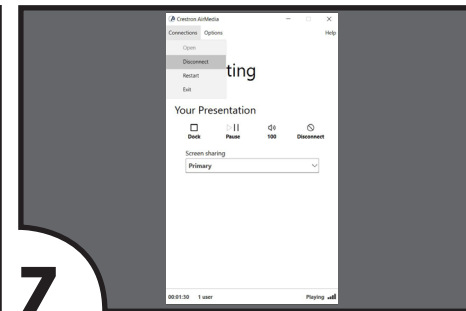 Crestron AirMedia
Connections Options Help
Open
Disconnect
Restart
Exit
ting
Your Presentation
Dock Pause 100 Disconnect
Screen sharing
Primary
00:01:30 1 user Playing
7